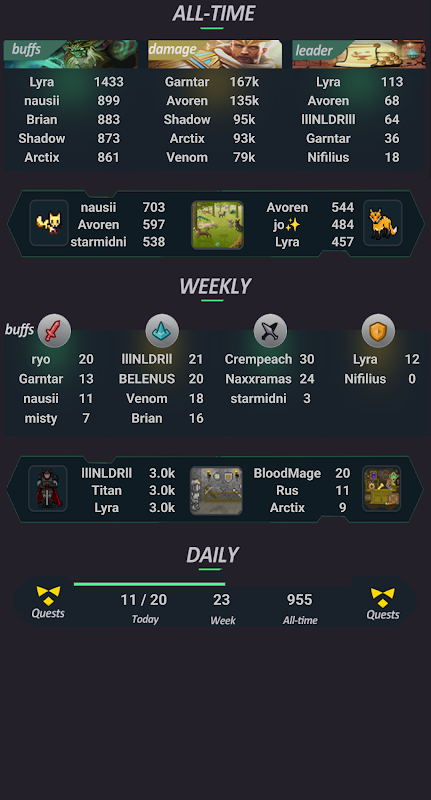 ALL-TIME
buffs damage leader
Lyra 1433 Garntar 167k Lyra 113
nausii 899 Avoren 135k Avoren 68
Brian 883 Shadow 95k lllNLDRlll 64
Shadow 873 Arctix 93k Garntar 36
Arctix 861 Venom 79k Nifilius 18
nausii 703 Avoren 544
Avoren 597 jo✨ 484
starmidni 538 Lyra 457
WEEKLY
buffs
ryo 20 lllNLDRll 21 Crempeach 30 Lyra 12
Garntar 13 BELENUS 20 Naxxramas 24 Nifilius 0
nausii 11 Venom 18 starmidni 3
misty 7 Brian 16
lllNLDRll 3.0k BloodMage 20
Titan 3.0k Rus 11
Lyra 3.0k Arctix 9
DAILY
Quests 11 / 20 23 955 Quests
Today Week All-time